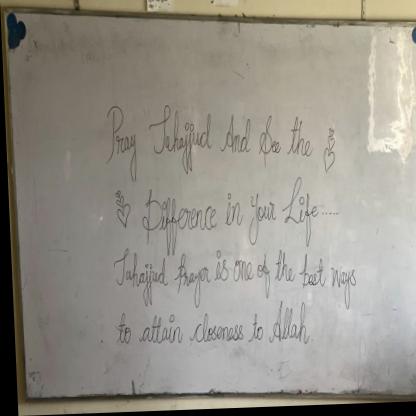 Pray Tahajjud And See the
Difference in Your Life.....
Tahajjud Prayer is one of the best ways
to attain closeness to Allah.